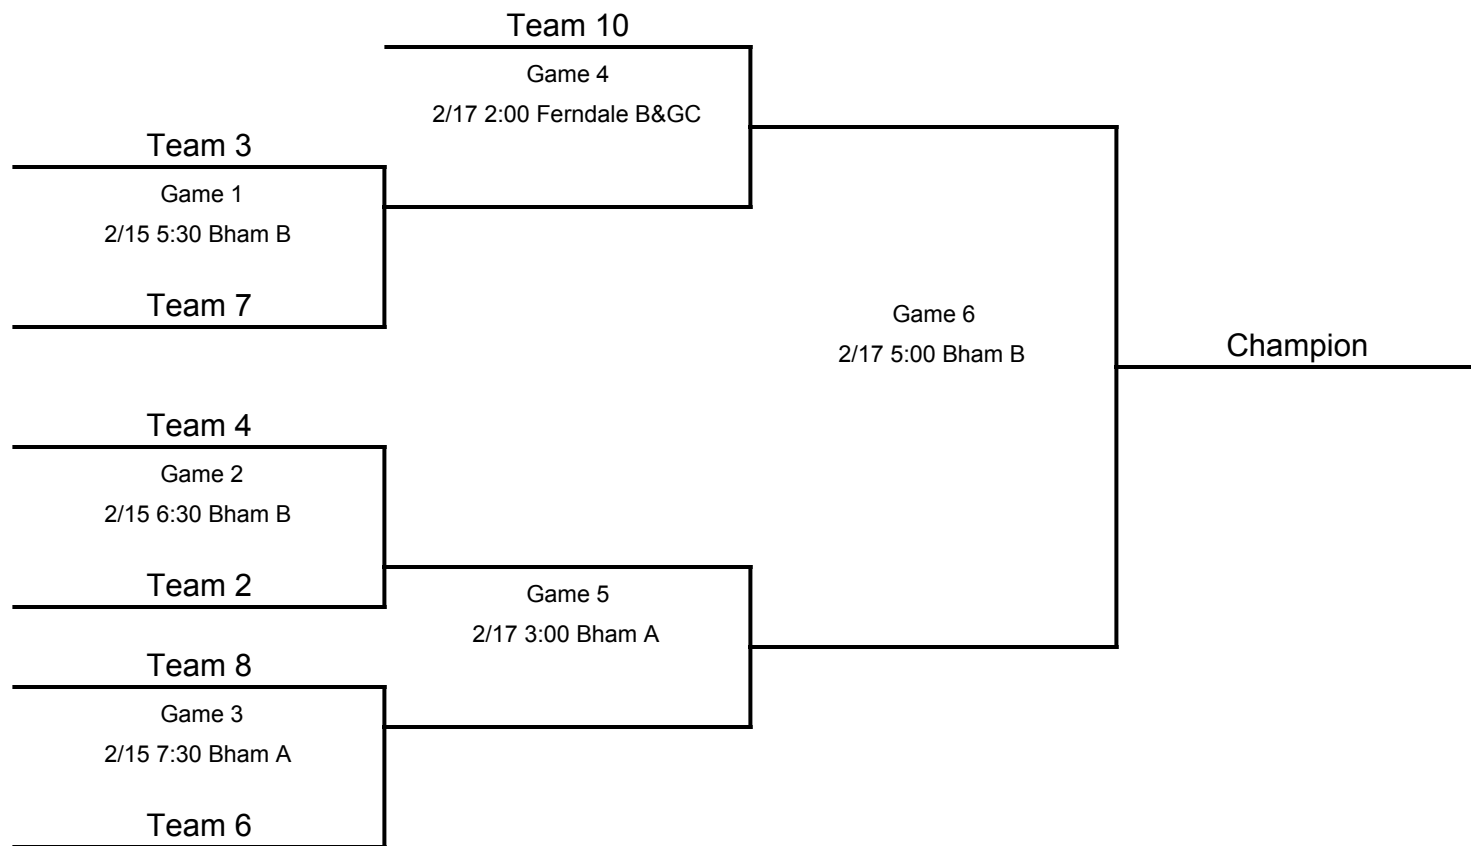 Team 10
Game 4
2/17 2:00 Ferndale B&GC
Team 3
Game 1
2/15 5:30 Bham B
Team 7
Game 6
2/17 5:00 Bham B
Champion
Team 4
Game 2
2/15 6:30 Bham B
Team 2
Game 5
2/17 3:00 Bham A
Team 8
Game 3
2/15 7:30 Bham A
Team 6